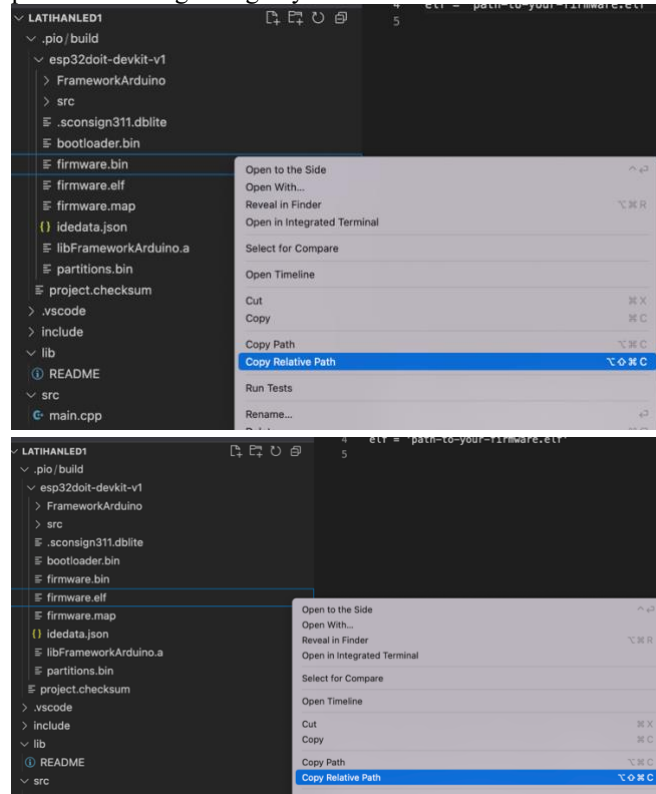 LATIHANLED1
4 elf = 'path-to-your-firmware.elf'
5
.pio/build
esp32doit-devkit-v1
FrameworkArduino
src
.sconsign311.dblite
bootloader.bin
firmware.bin
firmware.elf
firmware.map
{} idedata.json
libFrameworkArduino.a
partitions.bin
project.checksum
.vscode
include
lib
README
src
main.cpp
Open to the Side
Open With...
Reveal in Finder ⌥⌘R
Open in Integrated Terminal
Select for Compare
Open Timeline
Cut ⌘X
Copy ⌘C
Copy Path ⌥⌘C
Copy Relative Path ⌥⇧⌘C
Run Tests
Rename...
LATIHANLED1
4 elf = 'path-to-your-firmware.elf'
5
.pio/build
esp32doit-devkit-v1
FrameworkArduino
src
.sconsign311.dblite
bootloader.bin
firmware.bin
firmware.elf
firmware.map
{} idedata.json
libFrameworkArduino.a
partitions.bin
project.checksum
.vscode
include
lib
README
src
Open to the Side
Open With...
Reveal in Finder ⌥⌘R
Open in Integrated Terminal
Select for Compare
Open Timeline
Cut ⌘X
Copy ⌘C
Copy Path ⌥⌘C
Copy Relative Path ⌥⇧⌘C